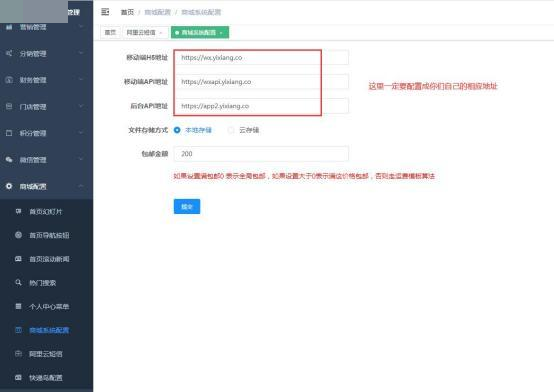 管理
首页 / 商城配置 / 商城系统配置
营销管理
首页
阿里云短信 ×
商城系统配置 ×
分销管理
移动端H5地址
https://wx.yixiang.co
财务管理
移动端API地址
https://wxapi.yixiang.co
这里一定要配置成你们自己的相应地址
门店管理
后台API地址
https://app2.yixiang.co
积分管理
文件存储方式
本地存储
云存储
微信管理
包邮金额
200
商城配置
如果设置满包邮0 表示全局包邮，如果设置大于0表示满这价格包邮，否则走运费模板算法
提交
首页幻灯片
首页导航按钮
首页滚动新闻
热门搜索
个人中心菜单
商城系统配置
阿里云短信
快递鸟配置